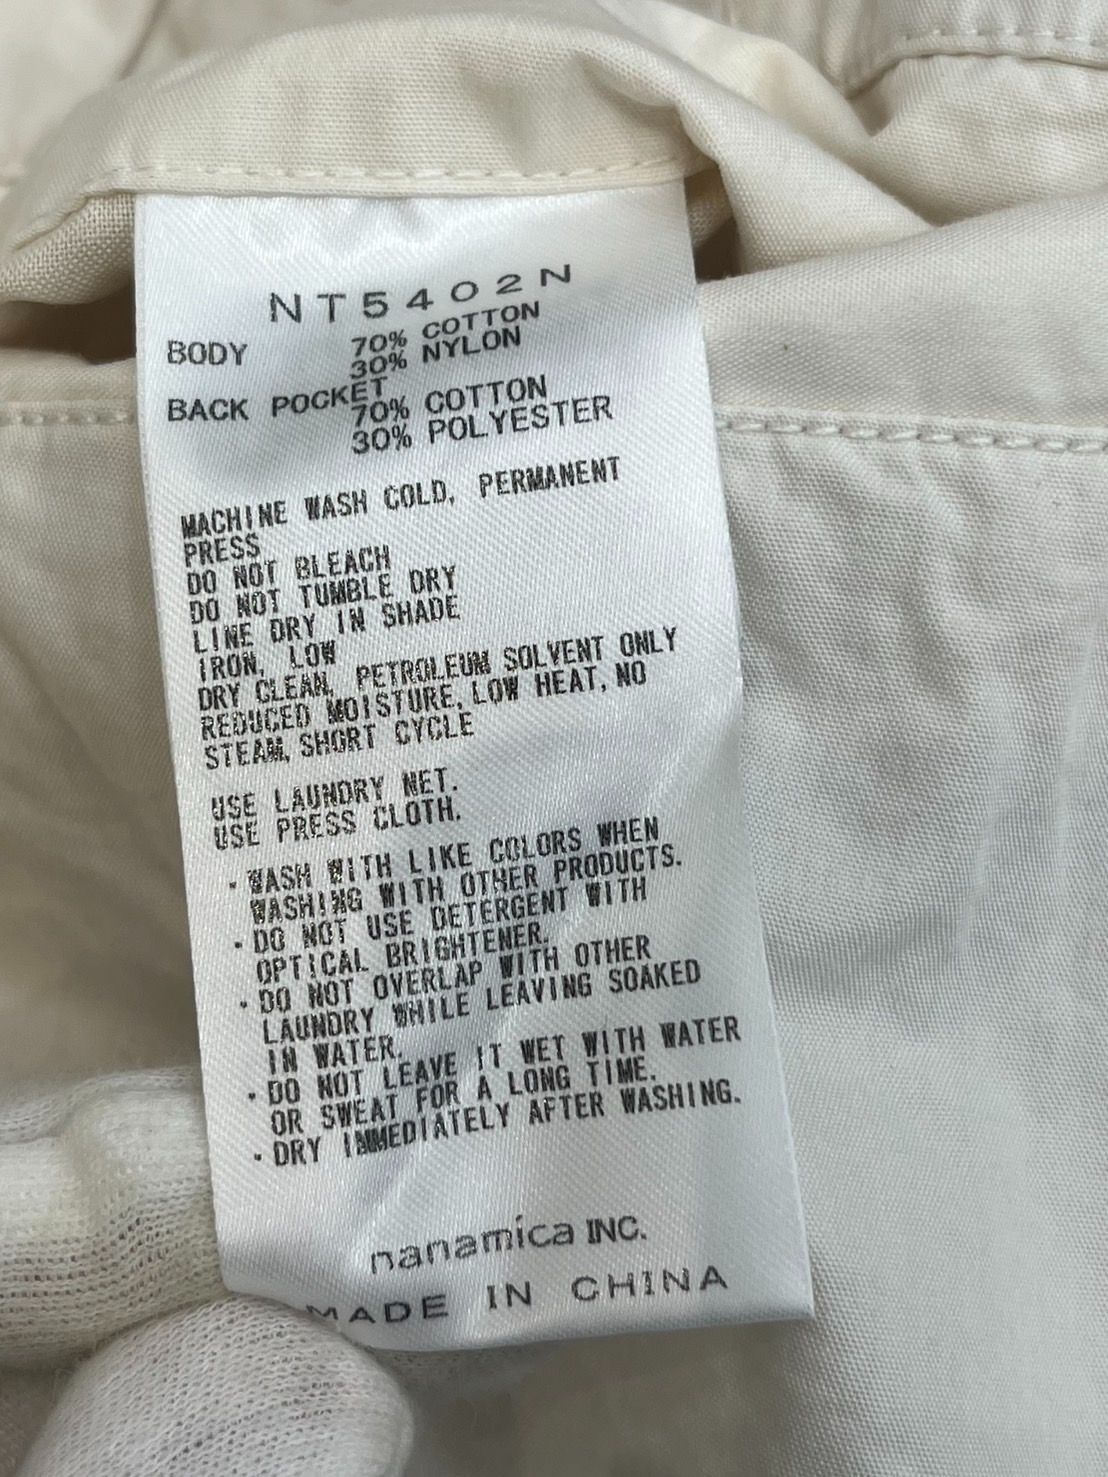 NT5402N
BODY 70% COTTON
30% NYLON
BACK POCKET
70% COTTON
30% POLYESTER
MACHINE WASH COLD, PERMANENT
PRESS
DO NOT BLEACH
DO NOT TUMBLE DRY
LINE DRY IN SHADE
IRON, LOW
DRY CLEAN, PETROLEUM SOLVENT ONLY
REDUCED MOISTURE, LOW HEAT, NO
STEAM, SHORT CYCLE
USE LAUNDRY NET.
USE PRESS CLOTH.
・WASH WITH LIKE COLORS WHEN
WASHING WITH OTHER PRODUCTS.
・DO NOT USE DETERGENT WITH
OPTICAL BRIGHTENER.
・DO NOT OVERLAP WITH OTHER
LAUNDRY WHILE LEAVING SOAKED
IN WATER.
・DO NOT LEAVE IT WET WITH WATER
OR SWEAT FOR A LONG TIME.
・DRY IMMEDIATELY AFTER WASHING.
nanamica INC.
MADE IN CHINA